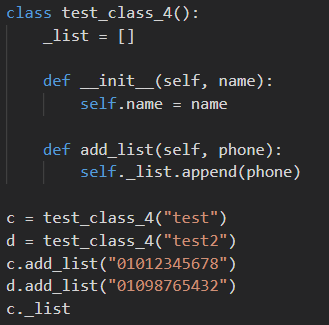 class test_class_4():
    _list = []

    def __init__(self, name):
        self.name = name

    def add_list(self, phone):
        self._list.append(phone)

c = test_class_4("test")
d = test_class_4("test2")
c.add_list("01012345678")
d.add_list("01098765432")
c._list